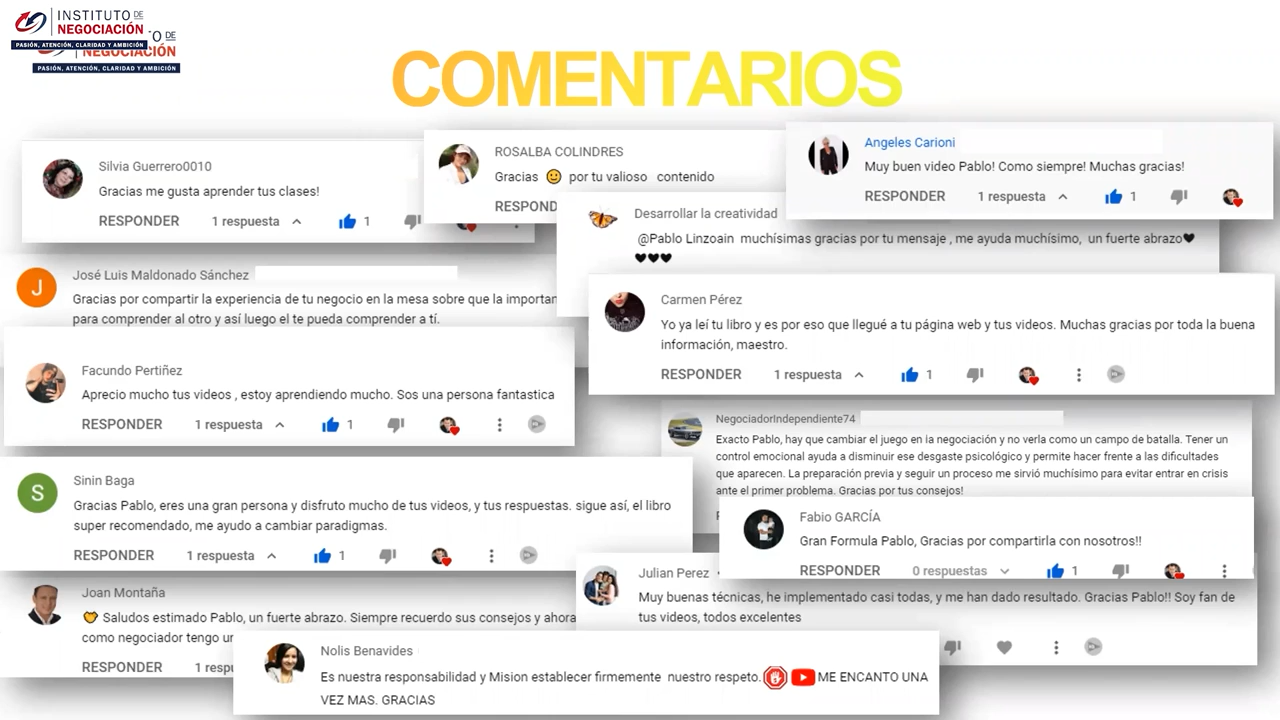 INSTITUTO DE
NEGOCIACIÓN
PASIÓN, ATENCIÓN, CLARIDAD Y AMBICIÓN
O DE
NEGOCIACIÓN
PASIÓN, ATENCIÓN, CLARIDAD Y AMBICIÓN
COMENTARIOS
Silvia Guerrero0010
Gracias me gusta aprender tus clases!
RESPONDER 1 respuesta 1
ROSALBA COLINDRES
Gracias 🙂 por tu valioso contenido
RESPOND
Angeles Carioni
Muy buen video Pablo! Como siempre! Muchas gracias!
RESPONDER 1 respuesta 1
Desarrollar la creatividad
@Pablo Linzoain muchísimas gracias por tu mensaje , me ayuda muchísimo, un fuerte abrazo🖤
🖤🖤🖤
José Luis Maldonado Sánchez
Gracias por compartir la experiencia de tu negocio en la mesa sobre que la importan
para comprender al otro y así luego el te pueda comprender a tí.
Carmen Pérez
Yo ya leí tu libro y es por eso que llegué a tu página web y tus videos. Muchas gracias por toda la buena
información, maestro.
RESPONDER 1 respuesta 1
Facundo Pertiñez
Aprecio mucho tus videos , estoy aprendiendo mucho. Sos una persona fantastica
RESPONDER 1 respuesta 1
NegociadorIndependiente74
Exacto Pablo, hay que cambiar el juego en la negociación y no verla como un campo de batalla. Tener un
control emocional ayuda a disminuir ese desgaste psicológico y permite hacer frente a las dificultades
que aparecen. La preparación previa y seguir un proceso me sirvió muchísimo para evitar entrar en crisis
ante el primer problema. Gracias por tus consejos!
J
S
Sinin Baga
Gracias Pablo, eres una gran persona y disfruto mucho de tus videos, y tus respuestas. sigue así, el libro
super recomendado, me ayudo a cambiar paradigmas.
RESPONDER 1 respuesta 1
Fabio GARCÍA
Gran Formula Pablo, Gracias por compartirla con nosotros!!
RESPONDER 0 respuestas 1
Julian Perez
Muy buenas técnicas, he implementado casi todas, y me han dado resultado. Gracias Pablo!! Soy fan de
tus videos, todos excelentes
Joan Montaña
Saludos estimado Pablo, un fuerte abrazo. Siempre recuerdo sus consejos y ahora
como negociador tengo un
RESPONDER 1 resp
Nolis Benavides
Es nuestra responsabilidad y Mision establecer firmemente nuestro respeto. ME ENCANTO UNA
VEZ MAS. GRACIAS